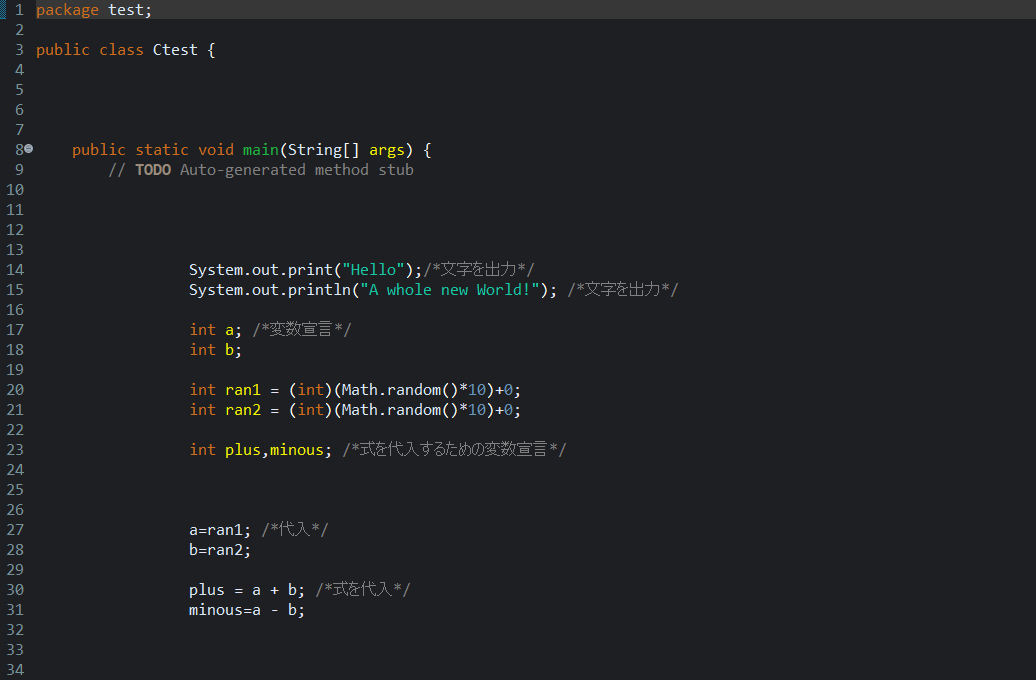 1 package test;
2
3 public class Ctest {
4
5
6
7
8 public static void main(String[] args) {
9 // TODO Auto-generated method stub
10
11
12
13
14 System.out.print("Hello");/*文字を出力*/
15 System.out.println("A whole new World!"); /*文字を出力*/
16
17 int a; /*変数宣言*/
18 int b;
19
20 int ran1 = (int)(Math.random()*10)+0;
21 int ran2 = (int)(Math.random()*10)+0;
22
23 int plus,minous; /*式を代入するための変数宣言*/
24
25
26
27 a=ran1; /*代入*/
28 b=ran2;
29
30 plus = a + b; /*式を代入*/
31 minous=a - b;
32
33
34